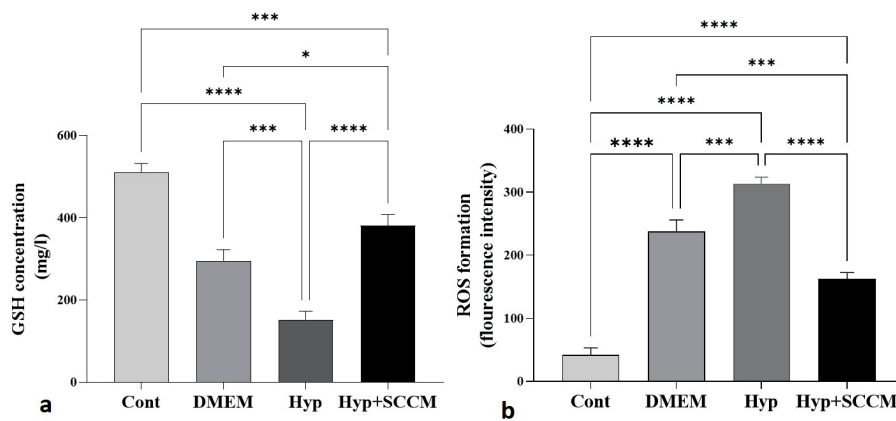 ***
*
****
*** ****
600
400
200
0
GSH concentration
(mg/l)
Cont DMEM Hyp Hyp+SCCM
a
****
***
****
**** *** ****
400
300
200
100
0
ROS formation
(flourescence intensity)
Cont DMEM Hyp Hyp+SCCM
b